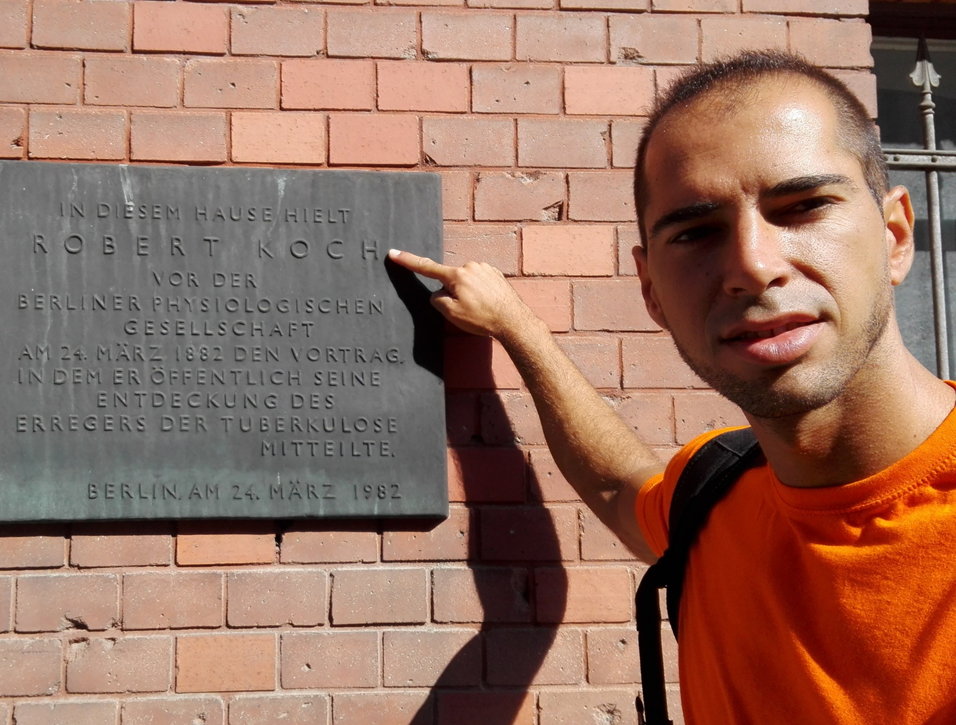 IN DIESEM HAUSE HIELT
ROBERT KOCH
VOR DER
BERLINER PHYSIOLOGISCHEN
GESELLSCHAFT
AM 24. MÄRZ 1882 DEN VORTRAG,
IN DEM ER ÖFFENTLICH SEINE
ENTDECKUNG DES
ERREGERS DER TUBERKULOSE
MITTEILTE.
BERLIN, AM 24. MÄRZ 1982